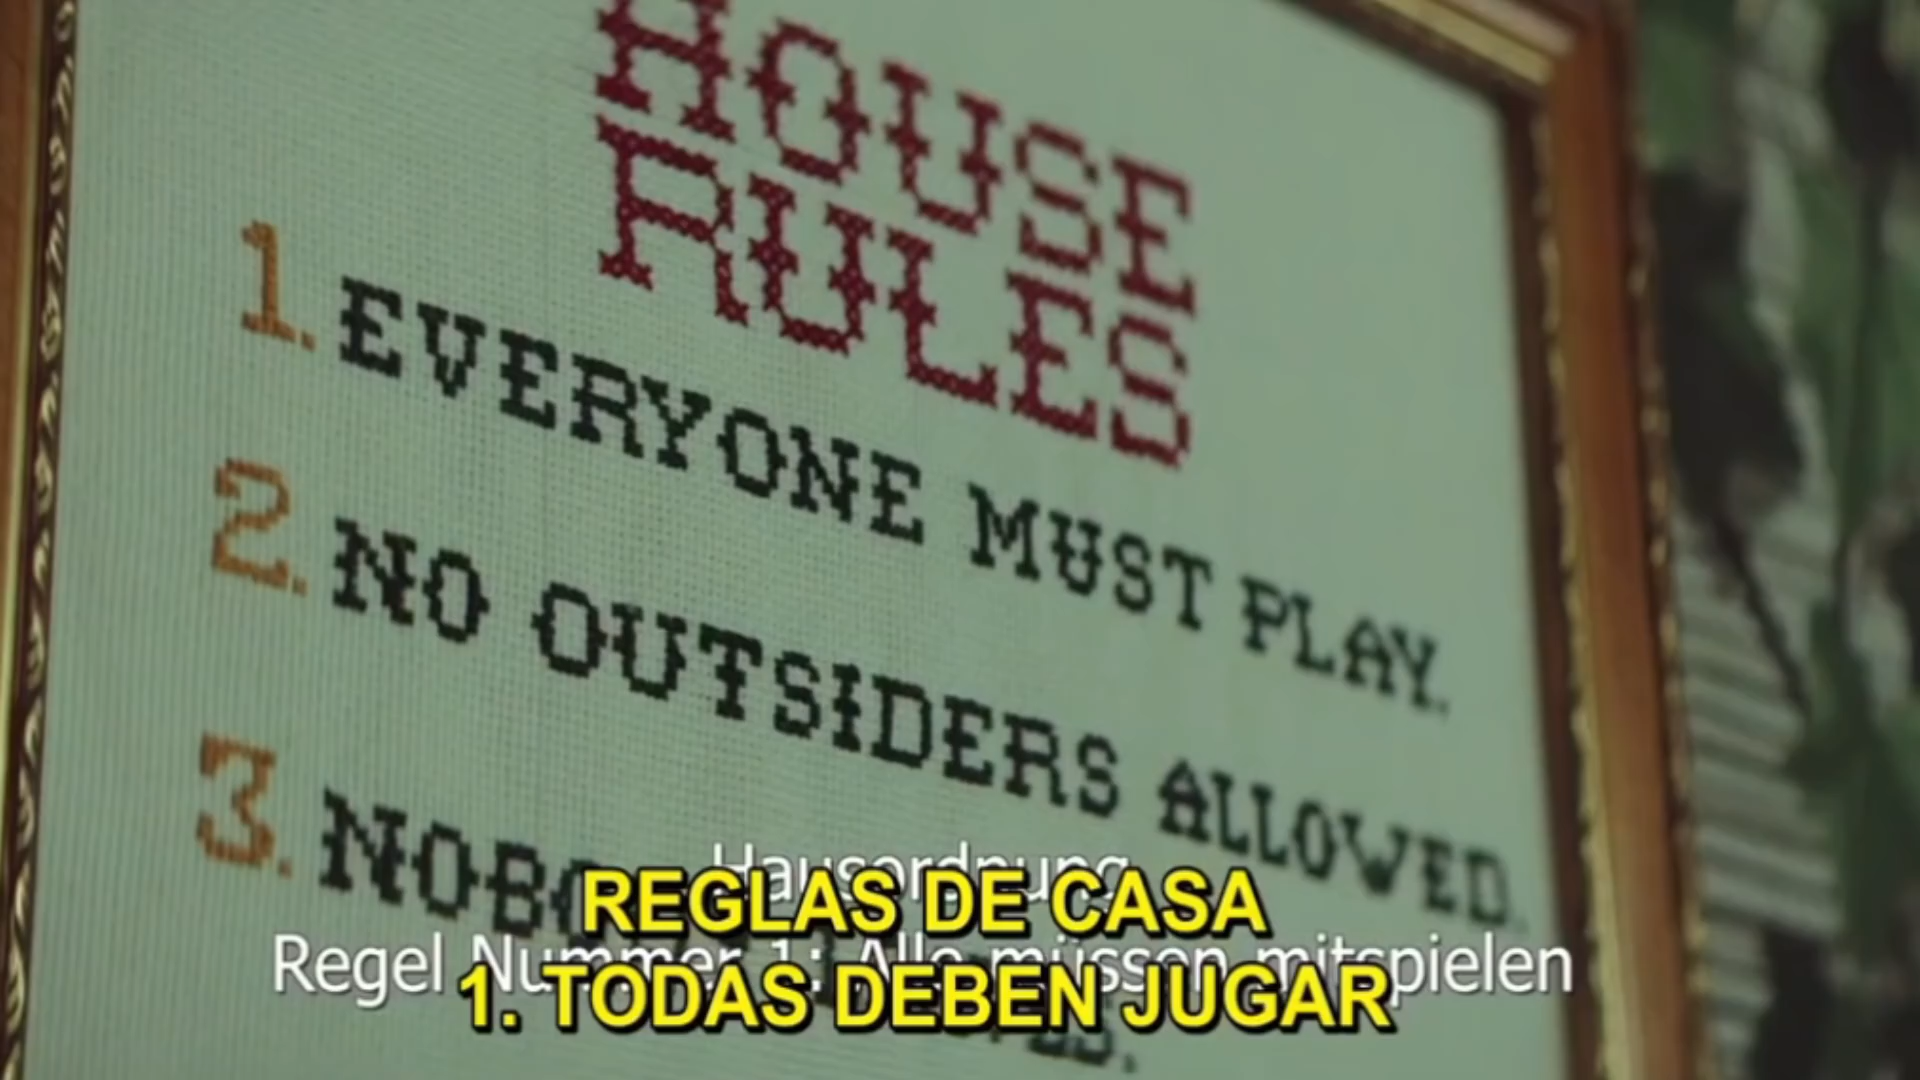 HOUSE
RULES
1. EVERYONE MUST PLAY.
2. NO OUTSIDERS ALLOWED.
3.
Hausordnung
REGLAS DE CASA
Regel Nummer 1: Alle müssen mitspielen
1. TODAS DEBEN JUGAR